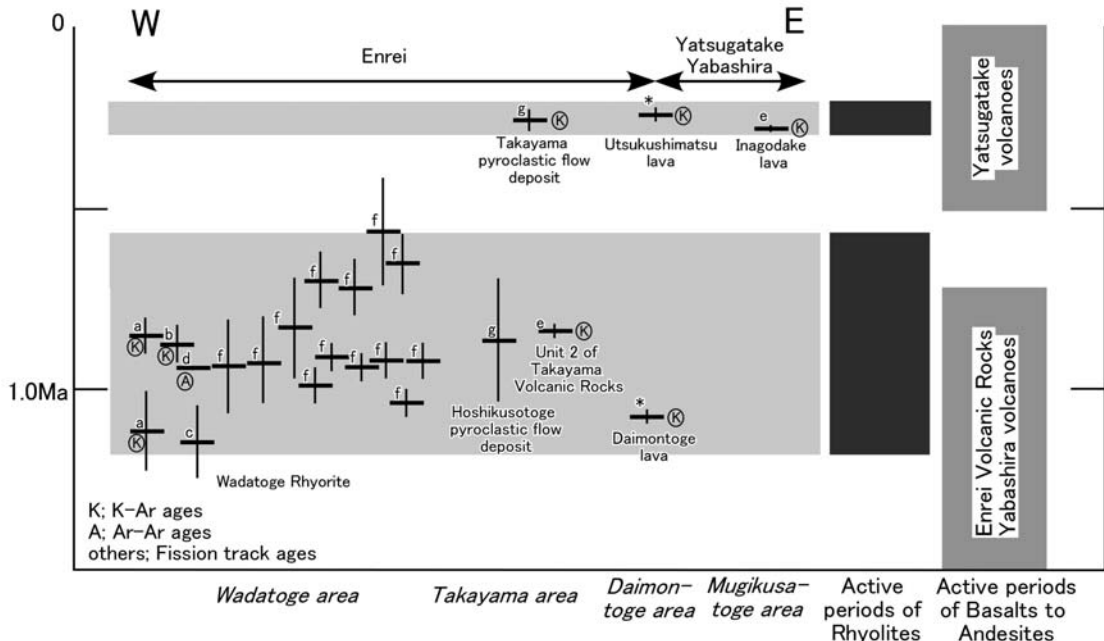 0
W
E
Enrei
Yatsugatake
Yabashira
g
K
*
K
e
K
Takayama
pyroclastic flow
deposit
Utsukushimatsu
lava
Inagodake
lava
Yatsugatake
volcanoes
f
f
f
f
a
K
b
K
d
A
f
f
f
f
f
f
f
f
f
g
e
K
Unit 2 of
Takayama
Volcanic Rocks
1.0Ma
a
K
c
Hoshikusotoge
pyroclastic flow
deposit
*
K
Daimontoge
lava
Wadatoge Rhyorite
Enrei Volcanic Rocks
Yabashira volcanoes
K; K-Ar ages
A; Ar-Ar ages
others; Fission track ages
Wadatoge area
Takayama area
Daimon-
toge area
Mugikusa-
toge area
Active
periods of
Rhyolites
Active periods
of Basalts to
Andesites